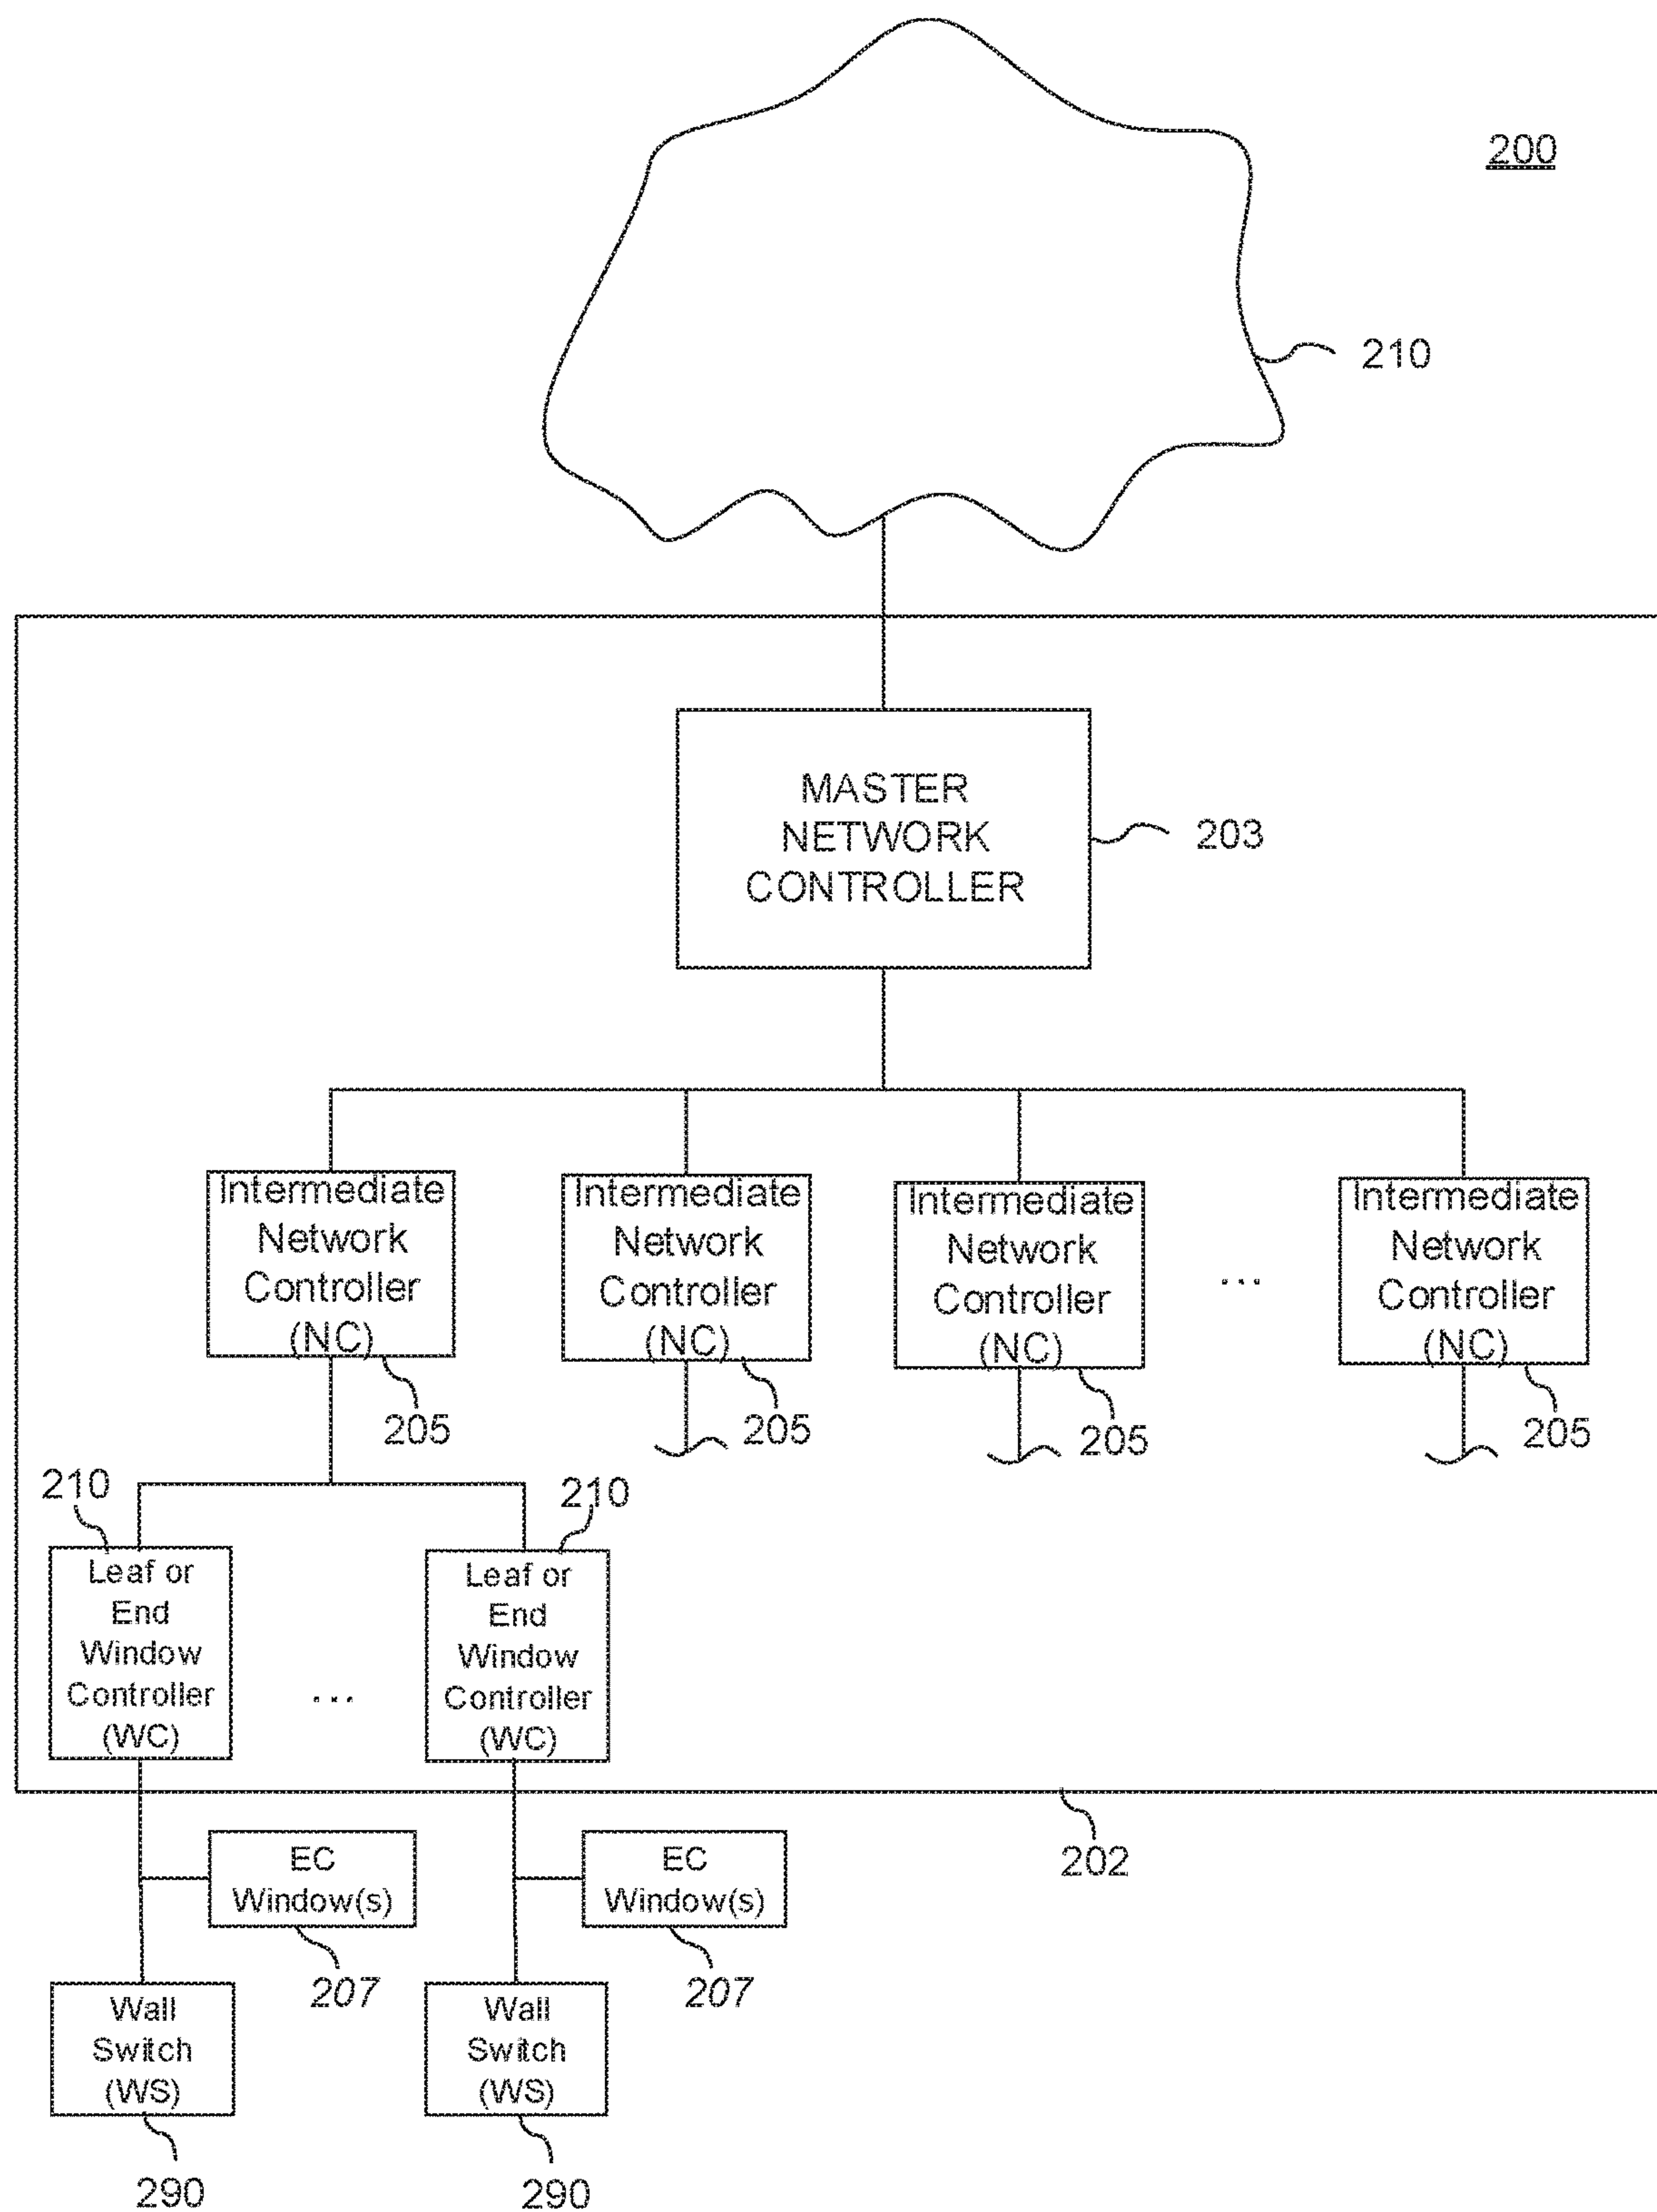 200
210
MASTER
NETWORK
CONTROLLER
203
Intermediate
Network
Controller
(NC)
205
Intermediate
Network
Controller
(NC)
205
Intermediate
Network
Controller
(NC)
205
...
Intermediate
Network
Controller
(NC)
205
210
Leaf or
End
Window
Controller
(WC)
...
210
Leaf or
End
Window
Controller
(WC)
202
EC
Window(s)
207
EC
Window(s)
207
Wall
Switch
(WS)
290
Wall
Switch
(WS)
290